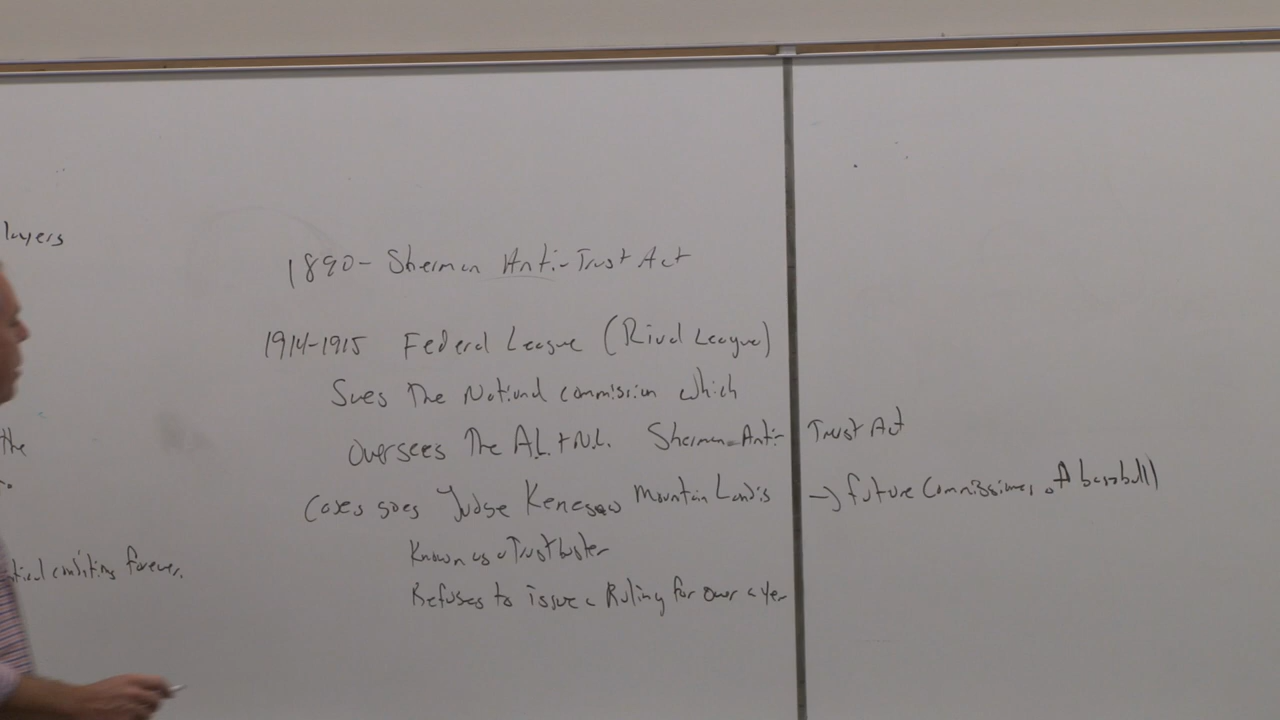 layers
1890- Sherman Anti-Trust Act
1914-1915 Federal League (Rival League)
Sues The National commission which
oversees The A.L. + N.L. Sherman-Anti- Trust Act
Cases goes Judge Kenesaw Mountain Landis -> future Commissioner of baseball)
the
Known as a Trustbuster
conditions forever.
Refuses to issue a Ruling for over a year